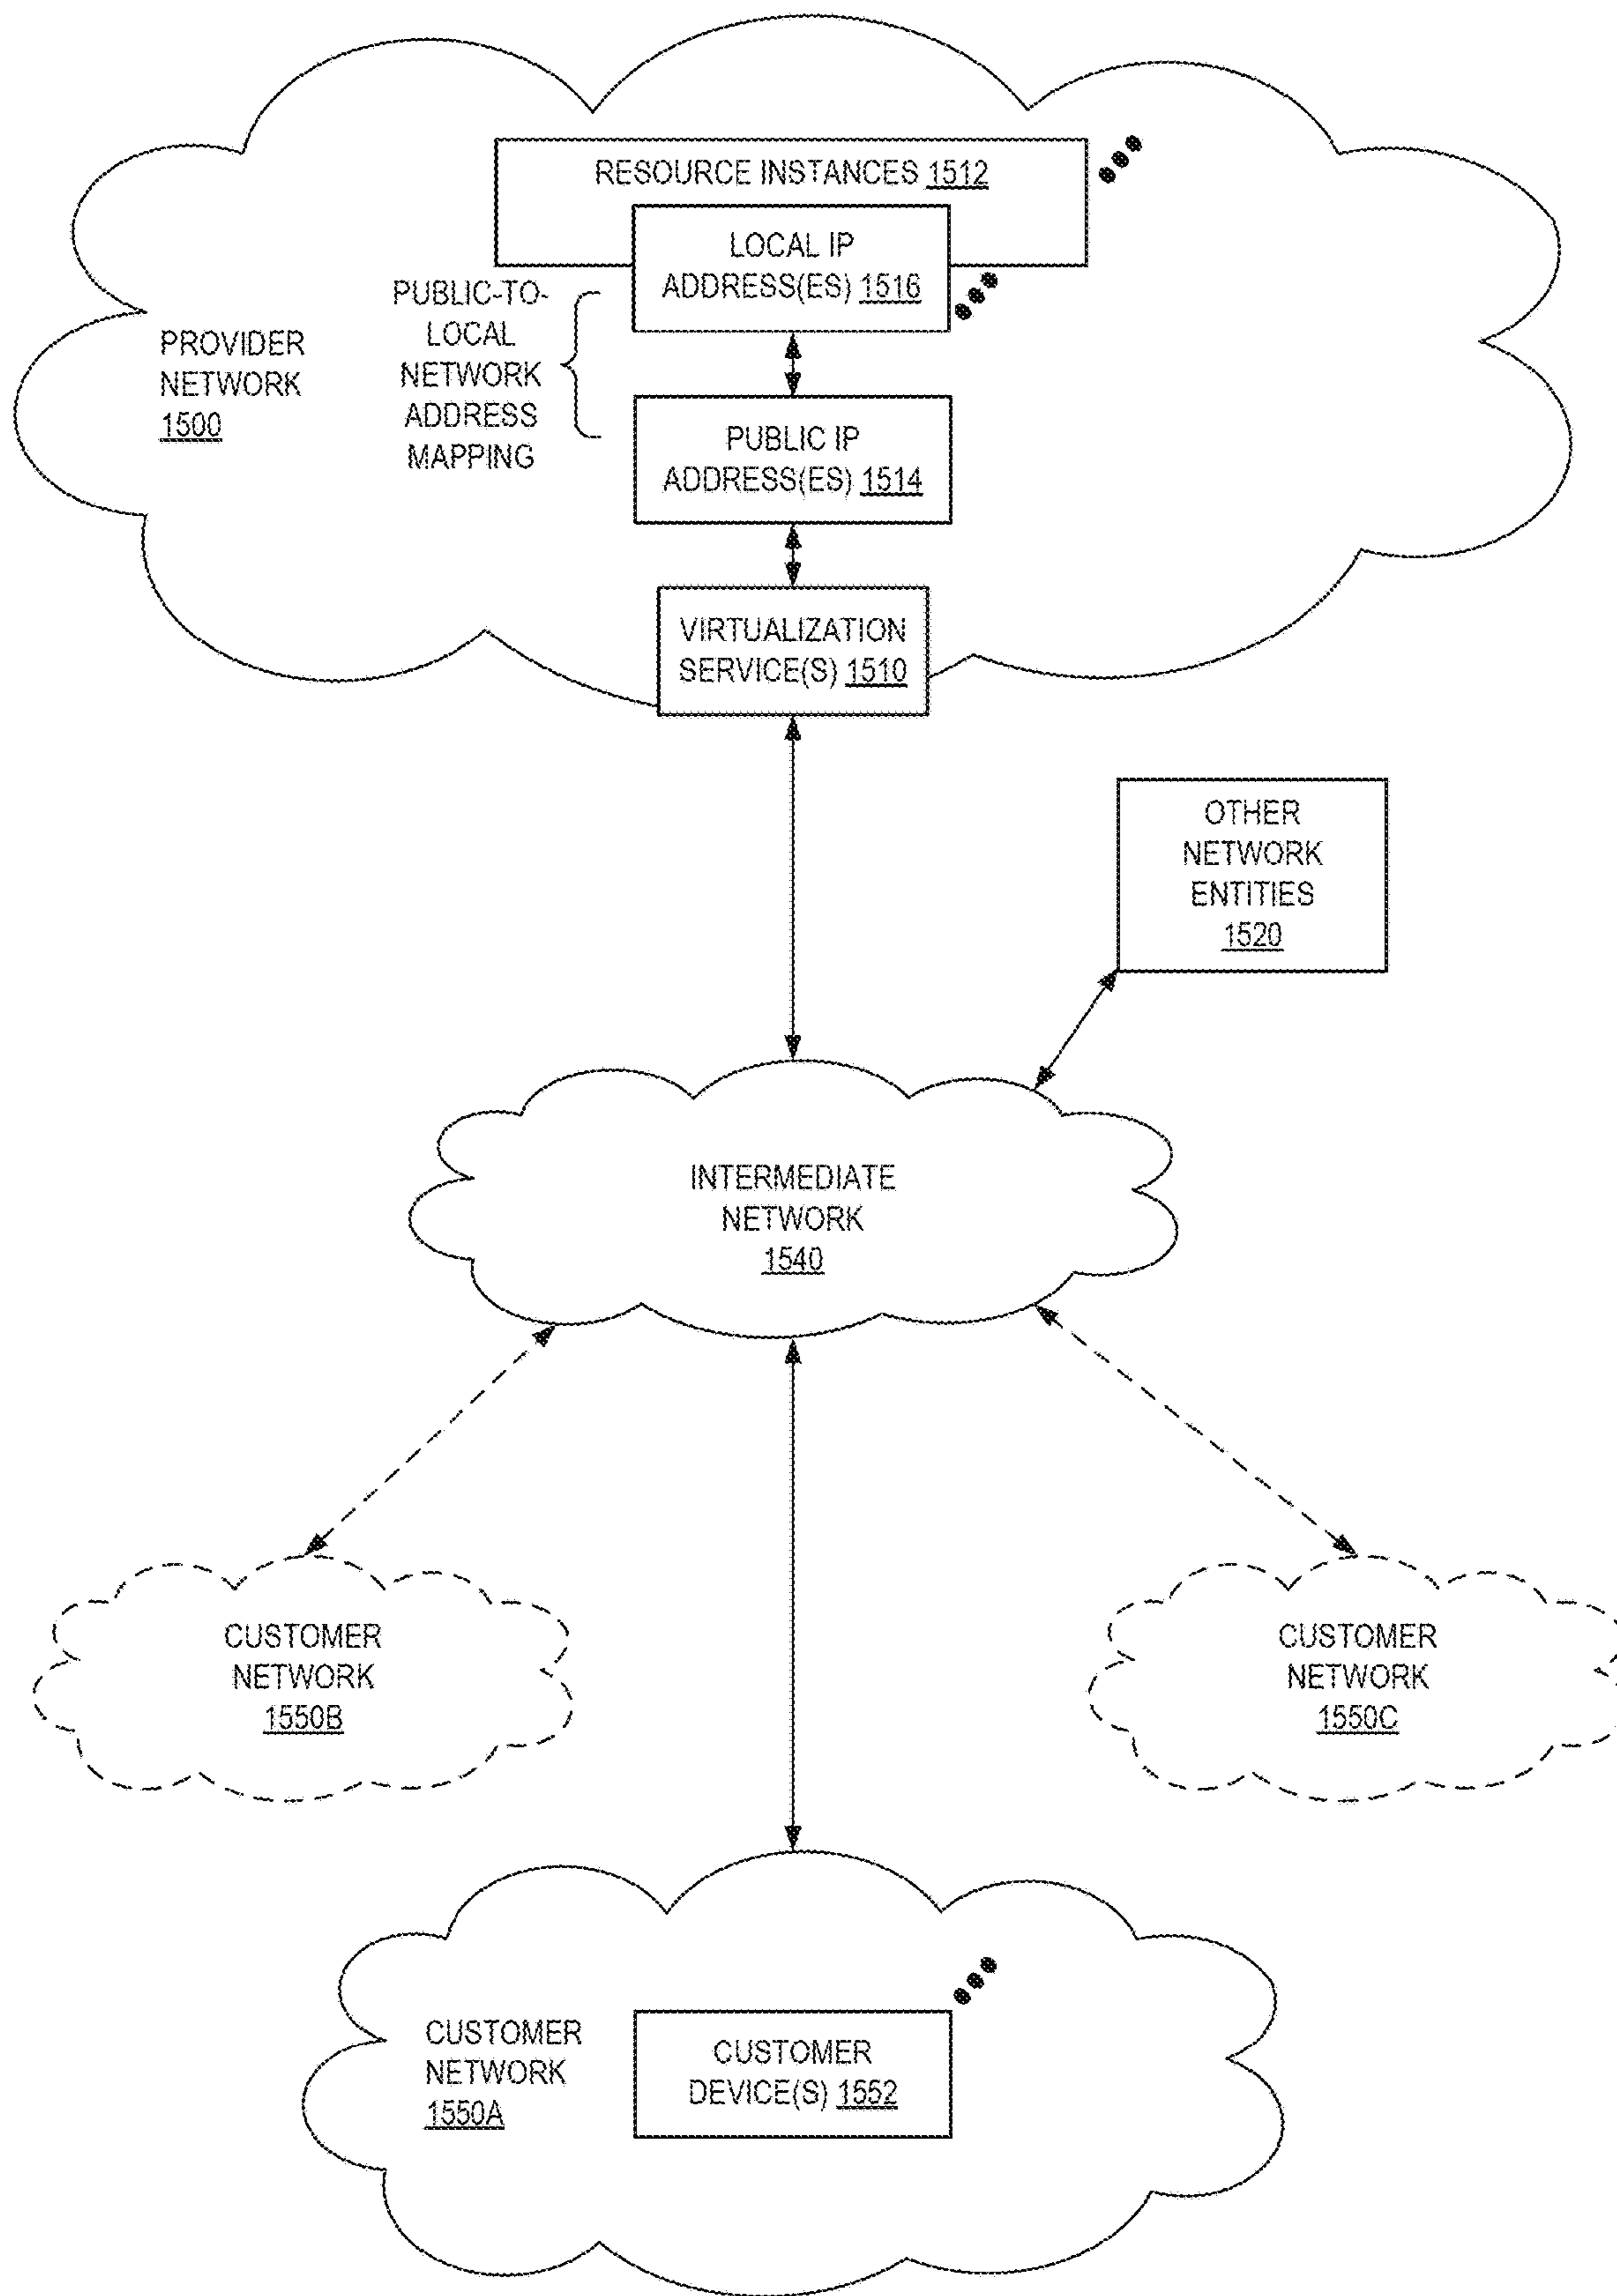 RESOURCE INSTANCES 1512
LOCAL IP
ADDRESS(ES) 1516
PUBLIC-TO-
LOCAL
NETWORK
ADDRESS
MAPPING
PROVIDER
NETWORK
1500
PUBLIC IP
ADDRESS(ES) 1514
VIRTUALIZATION
SERVICE(S) 1510
OTHER
NETWORK
ENTITIES
1520
INTERMEDIATE
NETWORK
1540
CUSTOMER
NETWORK
1550B
CUSTOMER
NETWORK
1550C
CUSTOMER
NETWORK
1550A
CUSTOMER
DEVICE(S) 1552